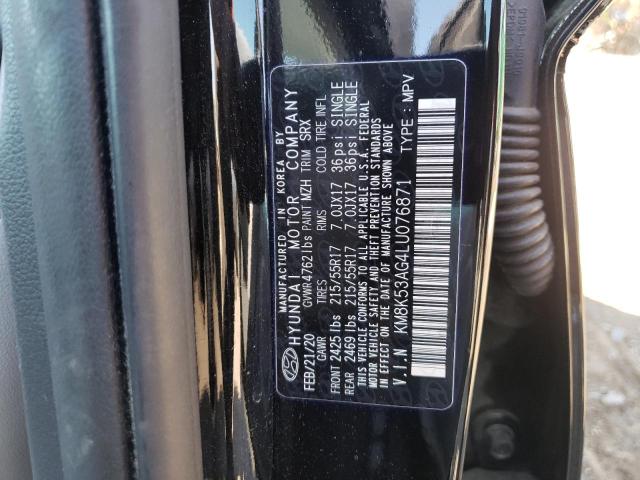 MANUFACTURED IN KOREA BY
HYUNDAI MOTOR COMPANY
FEB/21/20 GVWR 4762 lbs PAINT MZH TRIM SRX
GAWR TIRES RIMS COLD TIRE INFL
FRONT 2425 lbs 215/55R17 7.0JX17 36 psi SINGLE
REAR 2469 lbs 215/55R17 7.0JX17 36 psi SINGLE
THIS VEHICLE CONFORMS TO ALL APPLICABLE U.S.A. FEDERAL
MOTOR VEHICLE SAFETY AND THEFT PREVENTION STANDARDS
IN EFFECT ON THE DATE OF MANUFACTURE SHOWN ABOVE
V.I.N KM8K53AG4LU076871 TYPE : MPV